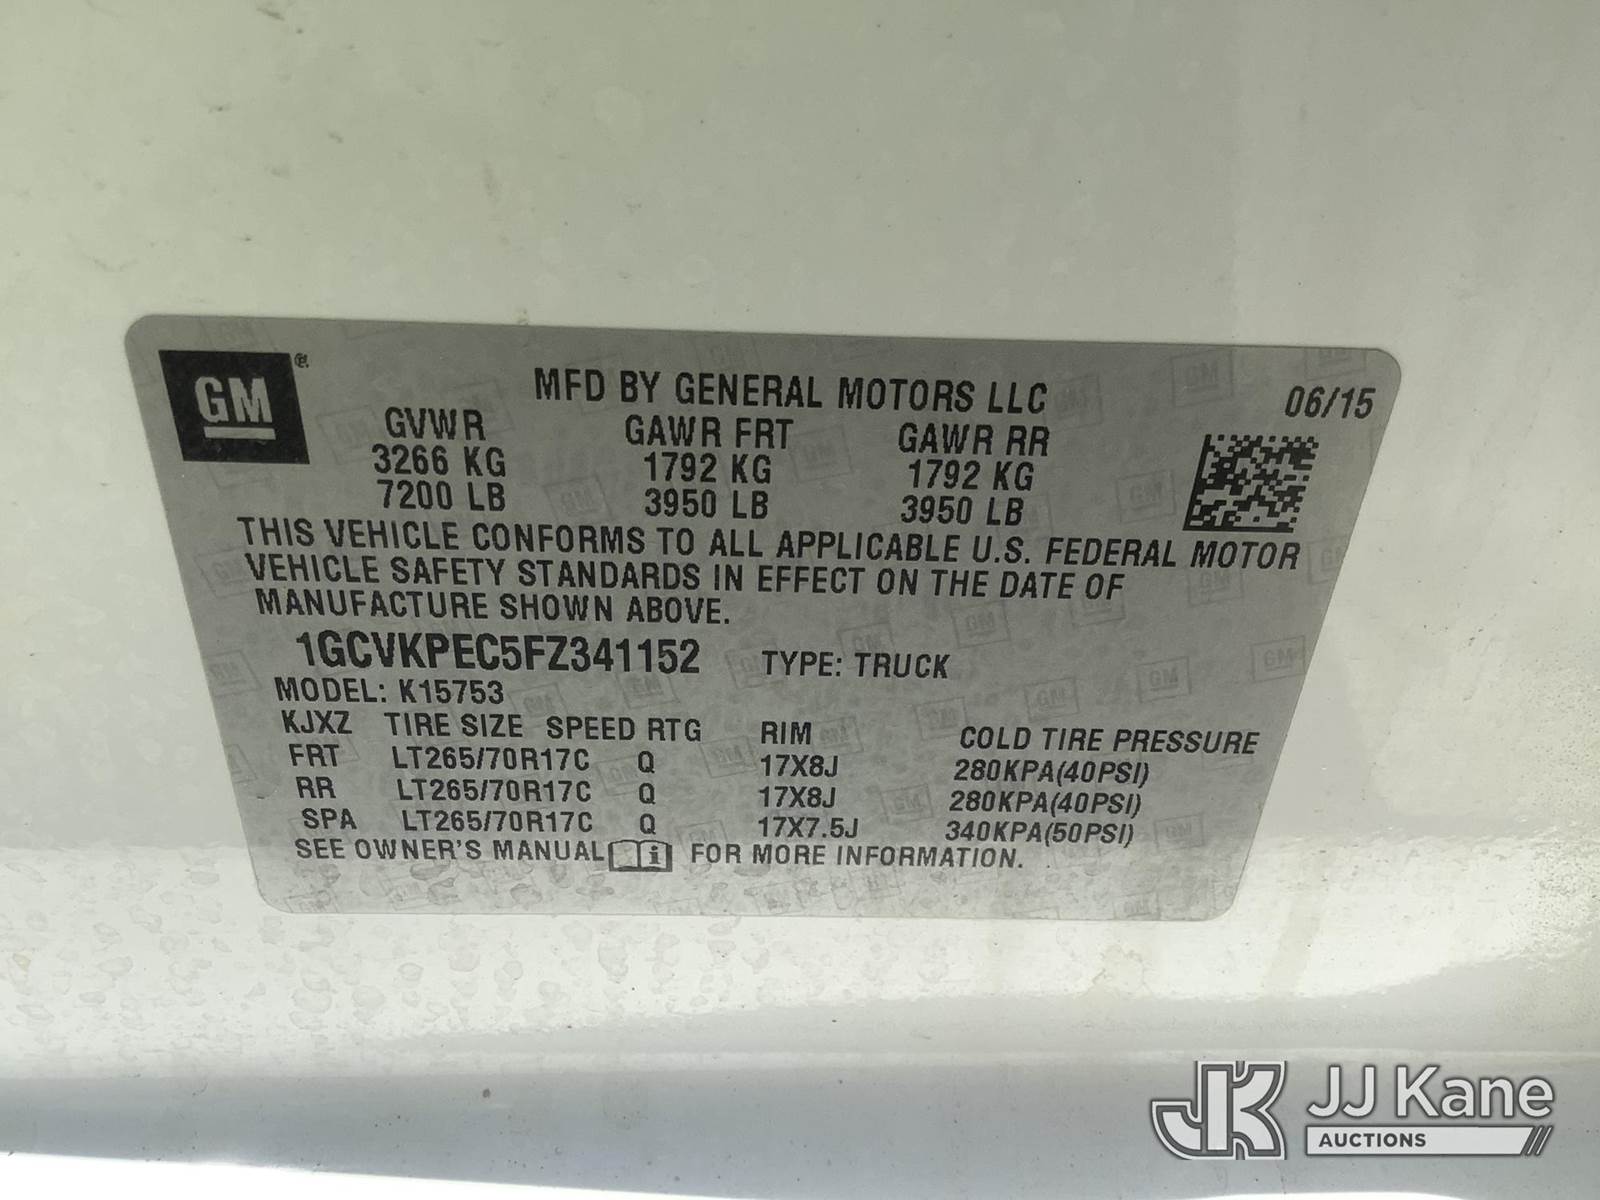 GM
MFD BY GENERAL MOTORS LLC 06/15
GVWR GAWR FRT GAWR RR
3266 KG 1792 KG 1792 KG
7200 LB 3950 LB 3950 LB
THIS VEHICLE CONFORMS TO ALL APPLICABLE U.S. FEDERAL MOTOR
VEHICLE SAFETY STANDARDS IN EFFECT ON THE DATE OF
MANUFACTURE SHOWN ABOVE.
1GCVKPEC5FZ341152 TYPE: TRUCK
MODEL: K15753
KJXZ TIRE SIZE SPEED RTG RIM COLD TIRE PRESSURE
FRT LT265/70R17C Q 17X8J 280KPA(40PSI)
RR LT265/70R17C Q 17X8J 280KPA(40PSI)
SPA LT265/70R17C Q 17X7.5J 340KPA(50PSI)
SEE OWNER'S MANUAL i FOR MORE INFORMATION.
JK JJ Kane
AUCTIONS